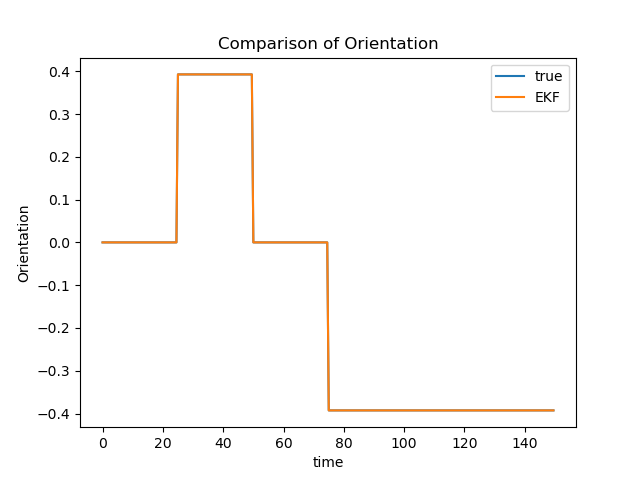 Comparison of Orientation
true
EKF
0.4
0.3
0.2
0.1
0.0
−0.1
−0.2
−0.3
−0.4
Orientation
0 20 40 60 80 100 120 140
time